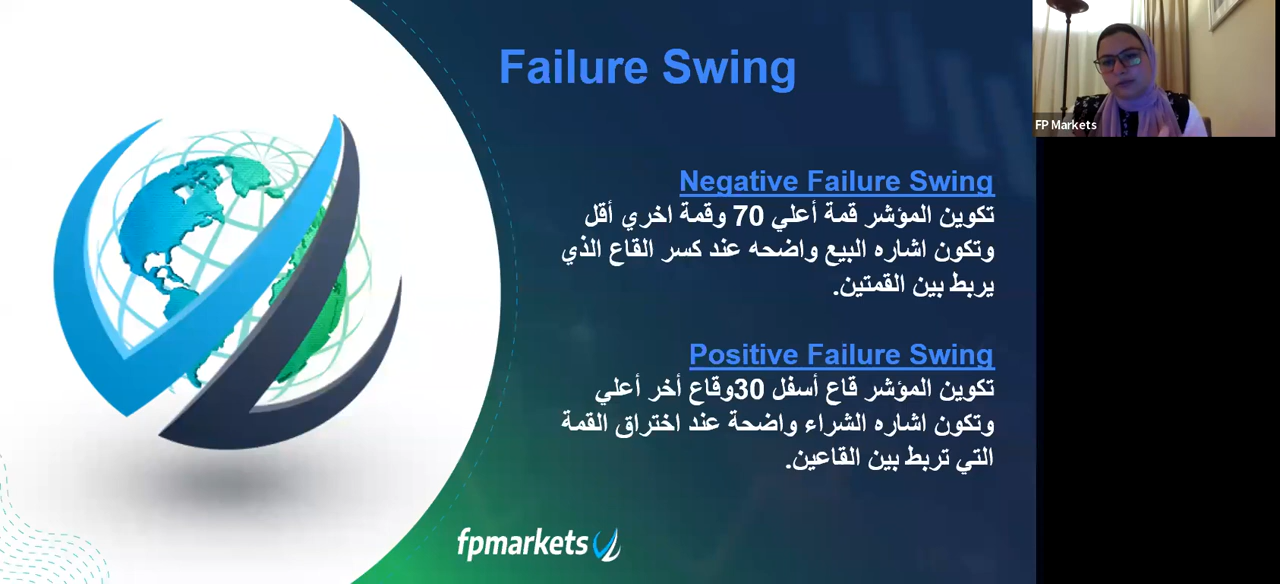 Failure Swing
FP Markets
Negative Failure Swing
تكوين المؤشر قمة أعلي 70 وقمة اخري أقل
وتكون اشاره البيع واضحه عند كسر القاع الذي
يربط بين القمتين.
Positive Failure Swing
تكوين المؤشر قاع أسفل 30وقاع أخر أعلي
وتكون اشاره الشراء واضحة عند اختراق القمة
التي تربط بين القاعين.
fpmarkets